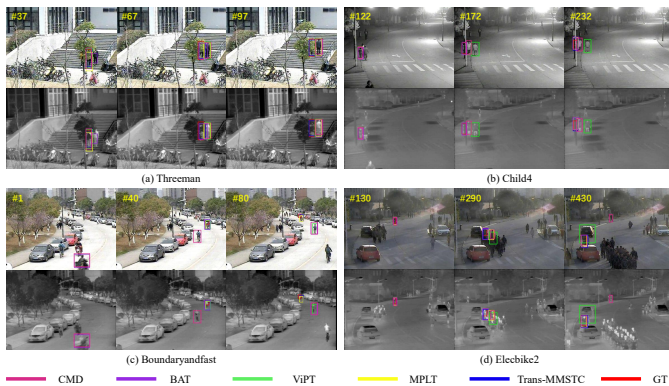 #37 #67 #97
#122 #172 #232
(a) Threeman
(b) Child4
#1 #40 #80
#130 #290 #430
(c) Boundaryandfast
(d) Elecbike2
CMD BAT ViPT MPLT Trans-MMSTC GT